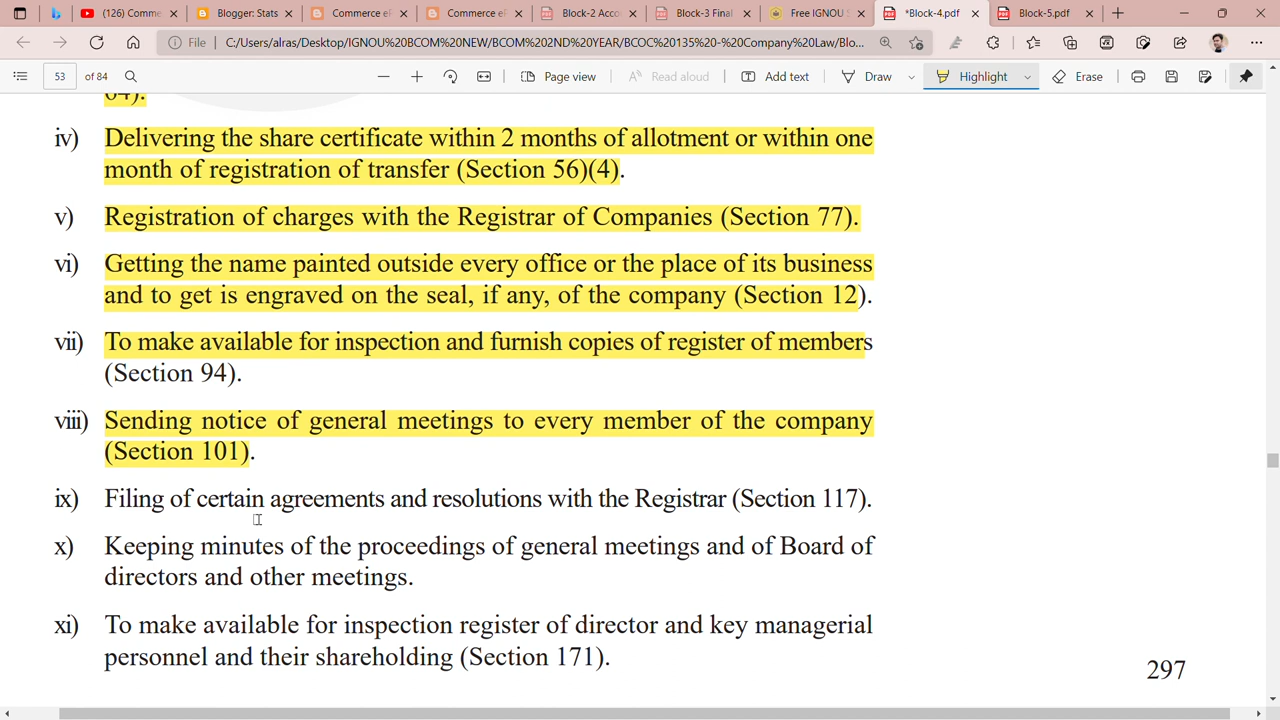 (126) Comme
Blogger: Stats
Commerce eF
Commerce eF
Block-2 Acco
Block-3 Final
Free IGNOU S
*Block-4.pdf
Block-5.pdf
File
C:/Users/alras/Desktop/IGNOU%20BCOM%20NEW/BCOM%202ND%20YEAR/BCOC%20135%20-%20Company%20Law/Blo...
53 of 84
Page view
Read aloud
Add text
Draw
Highlight
Erase
64).
iv) Delivering the share certificate within 2 months of allotment or within one
month of registration of transfer (Section 56)(4).
v) Registration of charges with the Registrar of Companies (Section 77).
vi) Getting the name painted outside every office or the place of its business
and to get is engraved on the seal, if any, of the company (Section 12).
vii) To make available for inspection and furnish copies of register of members
(Section 94).
viii) Sending notice of general meetings to every member of the company
(Section 101).
ix) Filing of certain agreements and resolutions with the Registrar (Section 117).
x) Keeping minutes of the proceedings of general meetings and of Board of
directors and other meetings.
xi) To make available for inspection register of director and key managerial
personnel and their shareholding (Section 171).
297